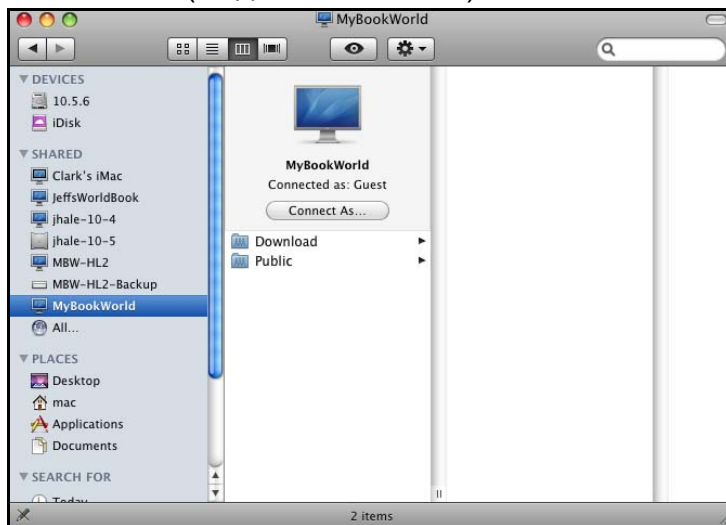 MyBookWorld
DEVICES
10.5.6
iDisk
SHARED
Clark's iMac
JeffsWorldBook
jhale-10-4
jhale-10-5
MBW-HL2
MBW-HL2-Backup
MyBookWorld
All...
PLACES
Desktop
mac
Applications
Documents
SEARCH FOR
Today
MyBookWorld
Connected as: Guest
Connect As...
Download
Public
2 items